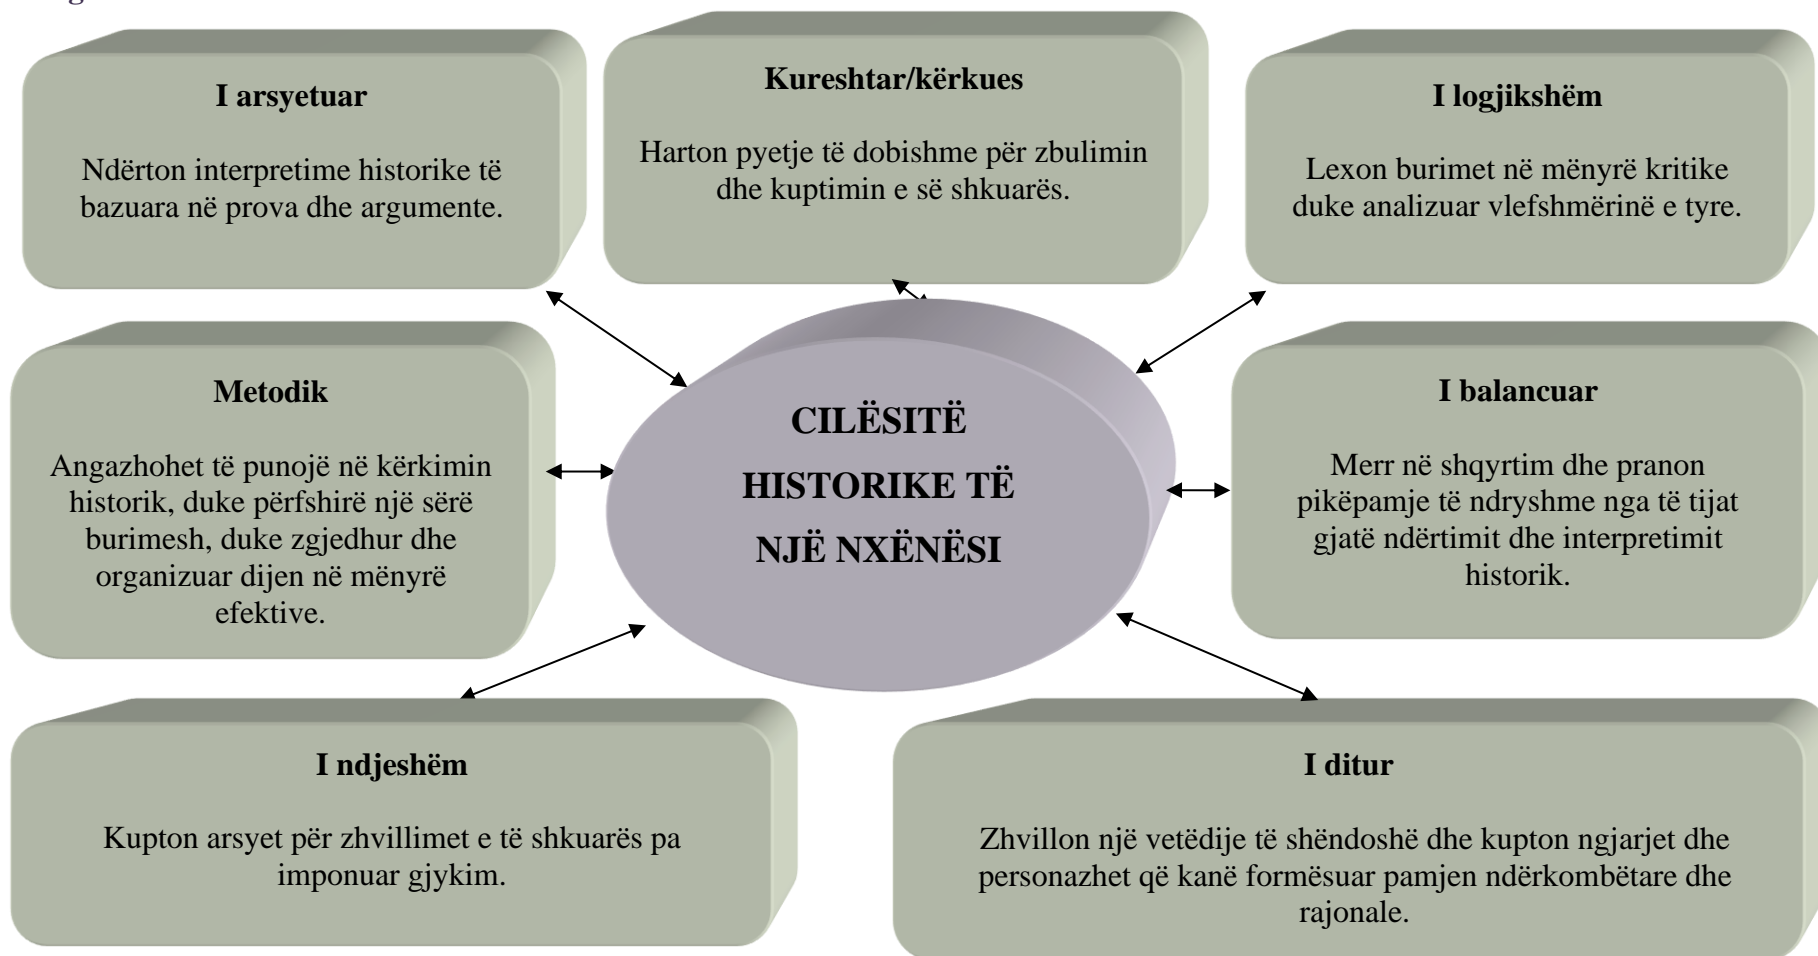 I arsyetuar
Ndërton interpretime historike të
bazuara në prova dhe argumente.
Kureshtar/kërkues
Harton pyetje të dobishme për zbulimin
dhe kuptimin e së shkuarës.
I logjikshëm
Lexon burimet në mënyrë kritike
duke analizuar vlefshmërinë e tyre.
Metodik
Angazhohet të punojë në kërkimin
historik, duke përfshirë një sërë
burimesh, duke zgjedhur dhe
organizuar dijen në mënyrë
efektive.
CILËSITË
HISTORIKE TË
NJË NXËNËSI
I balancuar
Merr në shqyrtim dhe pranon
pikëpamje të ndryshme nga të tijat
gjatë ndërtimit dhe interpretimit
historik.
I ndjeshëm
Kupton arsyet për zhvillimet e të shkuarës pa
imponuar gjykim.
I ditur
Zhvillon një vetëdije të shëndoshë dhe kupton ngjarjet dhe
personazhet që kanë formësuar pamjen ndërkombëtare dhe
rajonale.